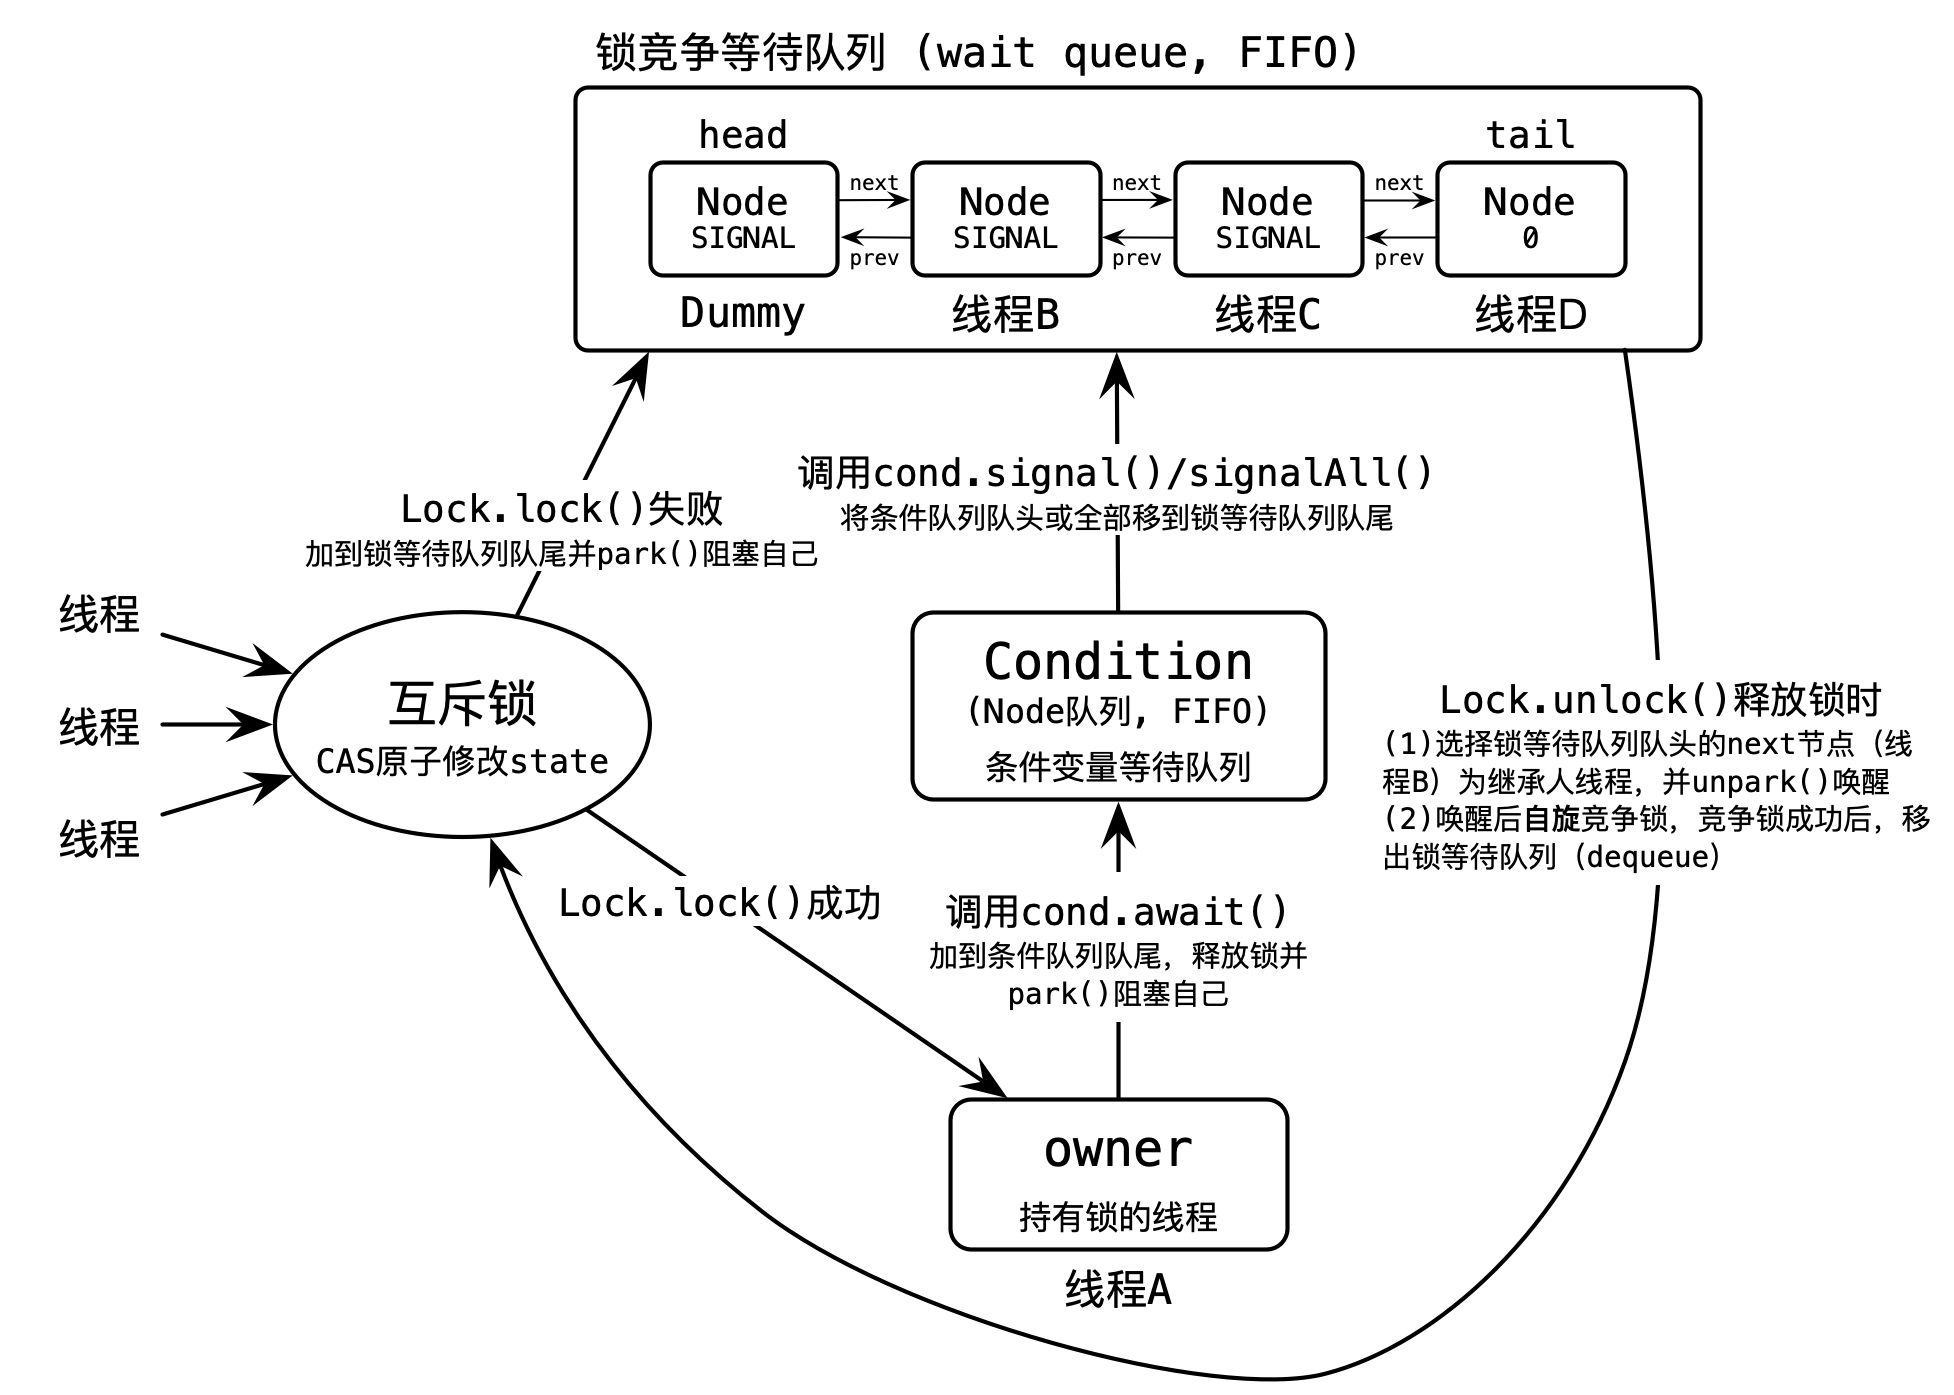 锁竞争等待队列 (wait queue, FIFO)
head
tail
Node
SIGNAL
next
prev
Node
SIGNAL
next
prev
Node
SIGNAL
next
prev
Node
0
Dummy
线程B
线程C
线程D
调用cond.signal()/signalAll()
将条件队列队头或全部移到锁等待队列队尾
Lock.lock()失败
加到锁等待队列队尾并park()阻塞自己
线程
线程
线程
互斥锁
CAS原子修改state
Condition
(Node队列, FIFO)
条件变量等待队列
Lock.unlock()释放锁时
(1)选择锁等待队列队头的next节点（线
程B）为继承人线程，并unpark()唤醒
(2)唤醒后自旋竞争锁，竞争锁成功后，移
出锁等待队列（dequeue）
Lock.lock()成功
调用cond.await()
加到条件队列队尾，释放锁并
park()阻塞自己
owner
持有锁的线程
线程A